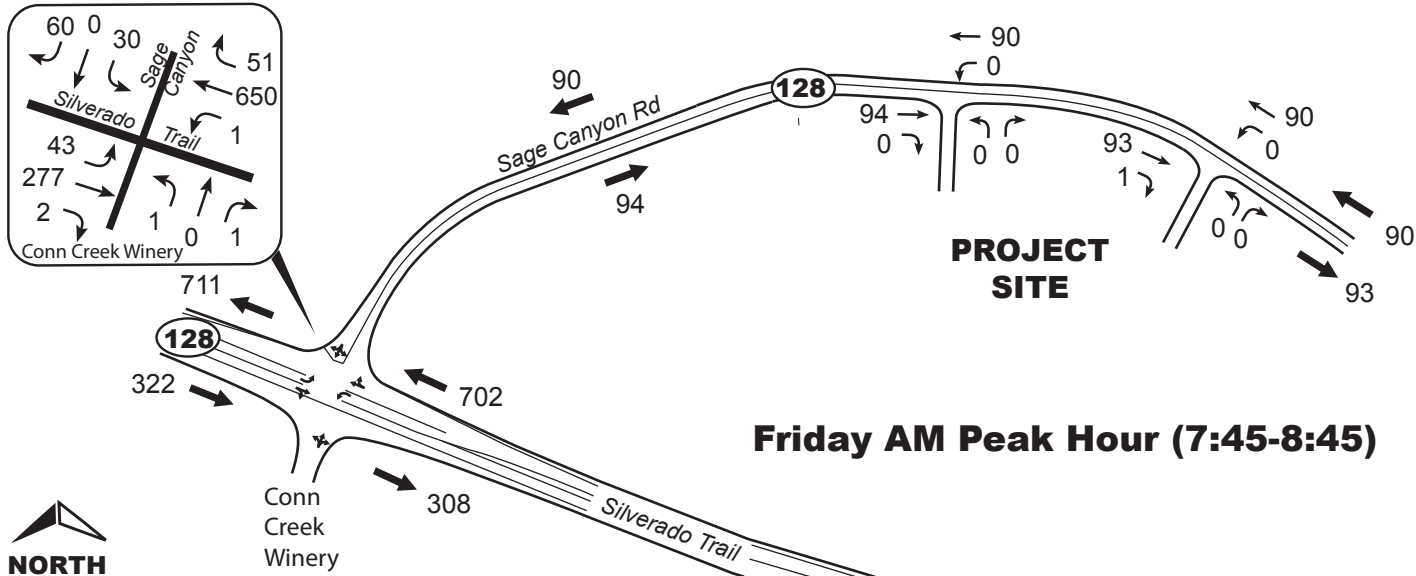 60 0
30
Sage
Canyon
51
650
Silverado
Trail
1
43
277
2
1
0
1
Conn Creek Winery
90
Sage Canyon Rd
94
128
90
0
94
0
0 0
93
1
90
0
0 0
90
93
PROJECT
SITE
711
128
322
702
308
Friday AM Peak Hour (7:45-8:45)
Conn
Creek
Winery
Silverado Trail
NORTH